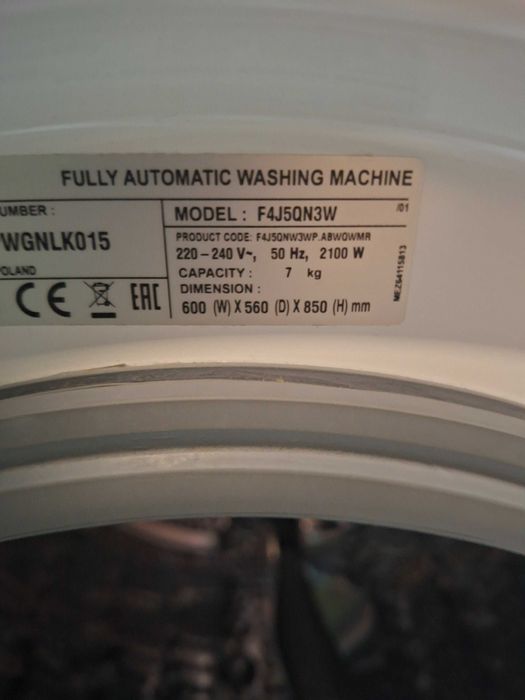 FULLY AUTOMATIC WASHING MACHINE
UMBER :
WGNLK015
OLAND
CE EAC
MODEL : F4J5QN3W /01
PRODUCT CODE: F4J5QNW3WP.ABWQWMR
220-240 V~, 50 Hz, 2100 W
CAPACITY : 7 kg
DIMENSION :
600 (W) X 560 (D) X 850 (H) mm
MEZ64115813